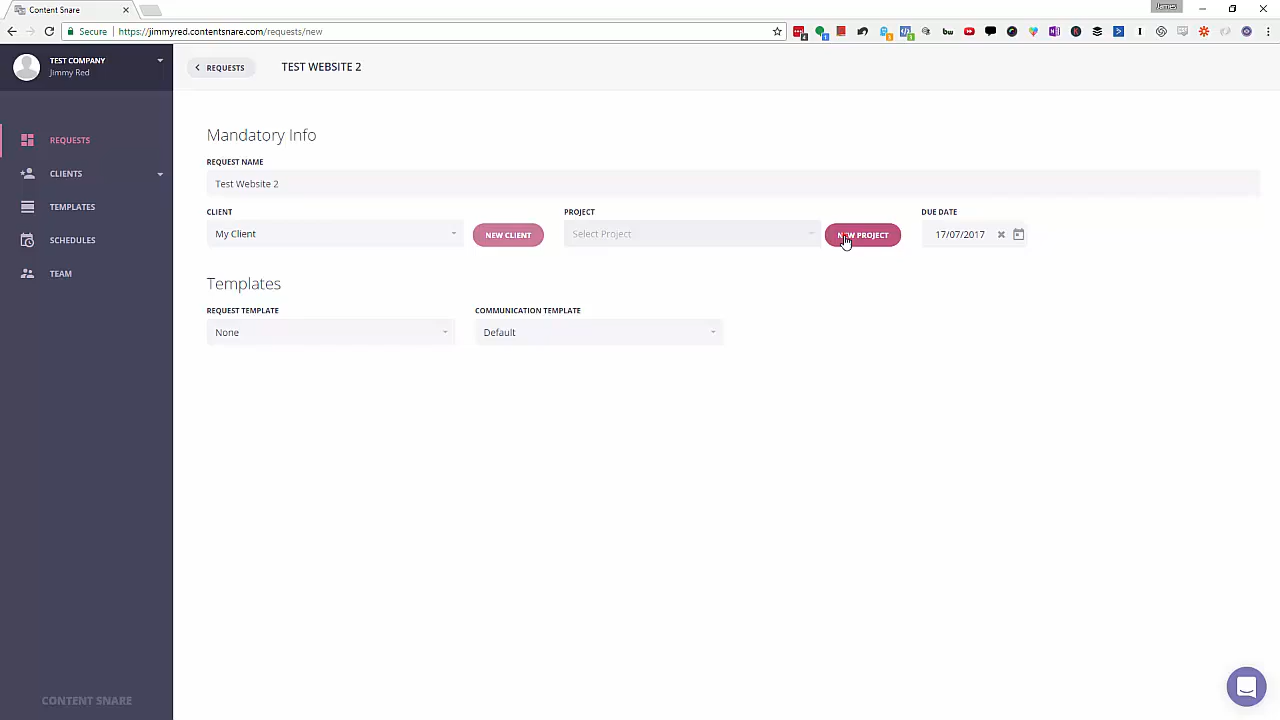 Content Snare
James
Secure
https://jimmyred.contentsnare.com/requests/new
TEST COMPANY
Jimmy Red
REQUESTS
TEST WEBSITE 2
REQUESTS
CLIENTS
TEMPLATES
SCHEDULES
TEAM
Mandatory Info
REQUEST NAME
Test Website 2
CLIENT
PROJECT
DUE DATE
My Client
NEW CLIENT
Select Project
NEW PROJECT
17/07/2017
Templates
REQUEST TEMPLATE
COMMUNICATION TEMPLATE
None
Default
CONTENT SNARE